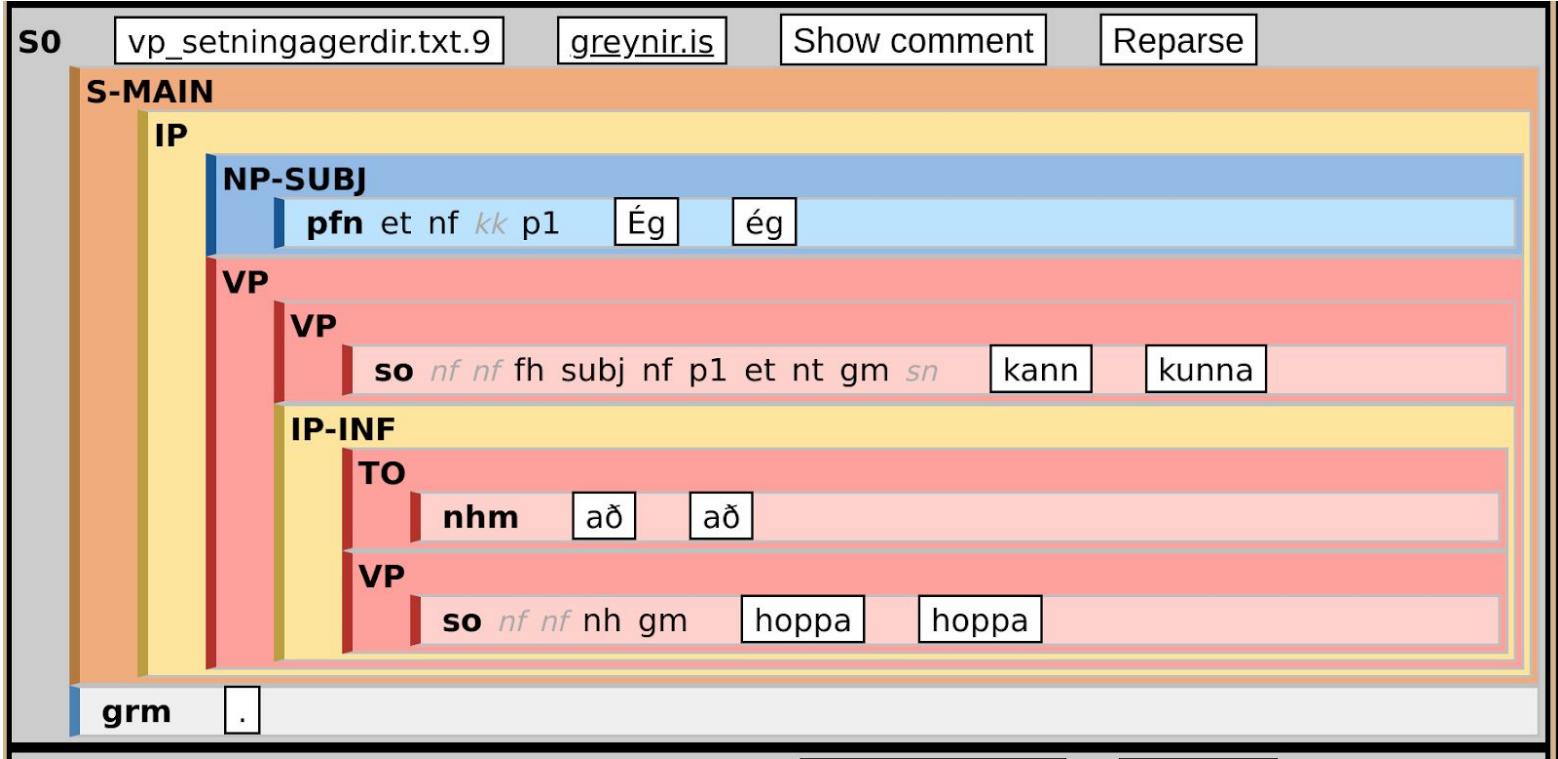 S0 vp_setningagerdir.txt.9 greynir.is Show comment Reparse
S-MAIN
IP
NP-SUBJ
pfn et nf kk p1 Ég ég
VP
VP
so nf nf fh subj nf p1 et nt gm sn kann kunna
IP-INF
TO
nhm að að
VP
so nf nf nh gm hoppa hoppa
grm .